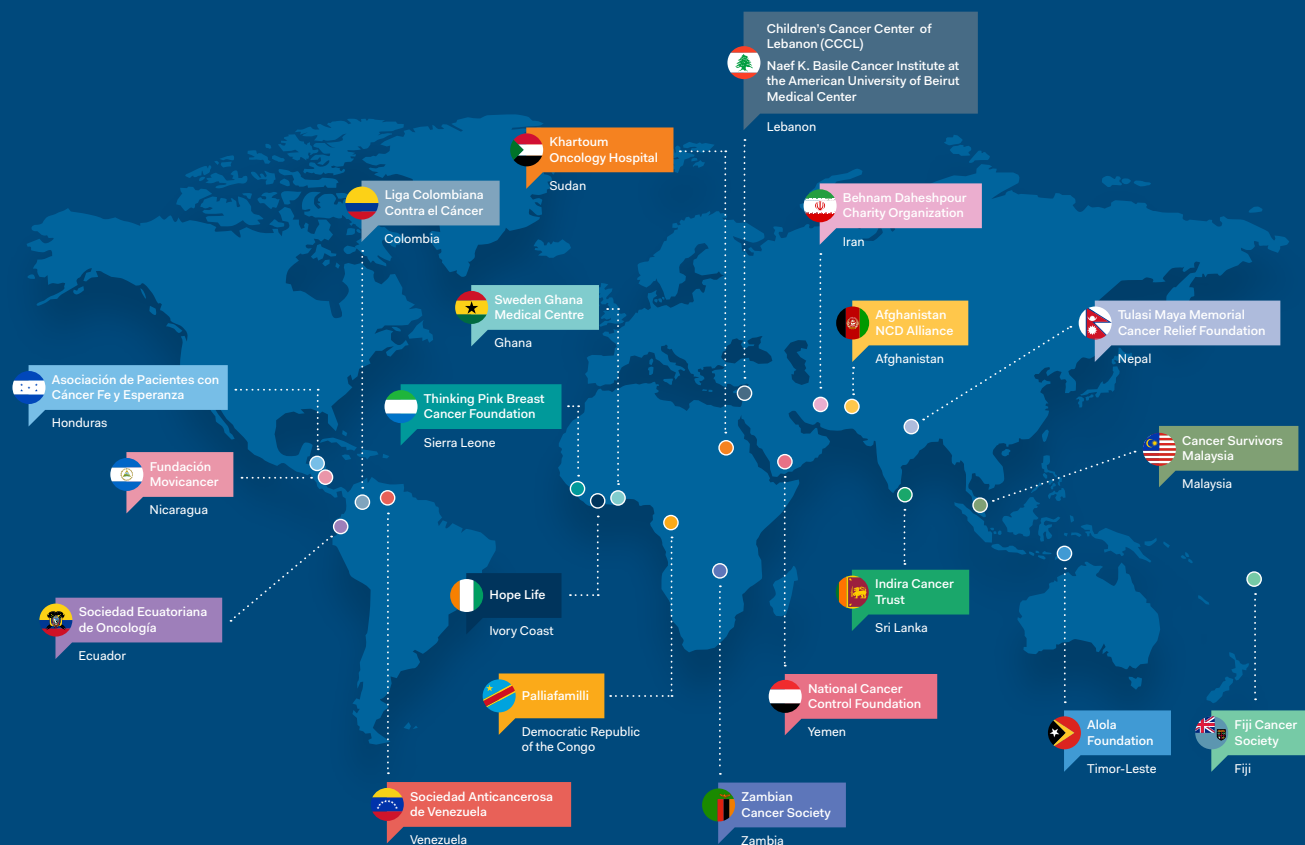 Children's Cancer Center of
Lebanon (CCCL)
Naef K. Basile Cancer Institute at
the American University of Beirut
Medical Center
Lebanon
Khartoum
Oncology Hospital
Sudan
Liga Colombiana
Contra el Cáncer
Colombia
Behnam Daheshpour
Charity Organization
Iran
Sweden Ghana
Medical Centre
Ghana
Afghanistan
NCD Alliance
Afghanistan
Tulasi Maya Memorial
Cancer Relief Foundation
Nepal
Asociación de Pacientes con
Cáncer Fe y Esperanza
Honduras
Thinking Pink Breast
Cancer Foundation
Sierra Leone
Cancer Survivors
Malaysia
Malaysia
Fundación
Movicancer
Nicaragua
Hope Life
Ivory Coast
Indira Cancer
Trust
Sri Lanka
Sociedad Ecuatoriana
de Oncología
Ecuador
Palliafamilli
Democratic Republic
of the Congo
National Cancer
Control Foundation
Yemen
Alola
Foundation
Timor-Leste
Fiji Cancer
Society
Fiji
Sociedad Anticancerosa
de Venezuela
Venezuela
Zambian
Cancer Society
Zambia